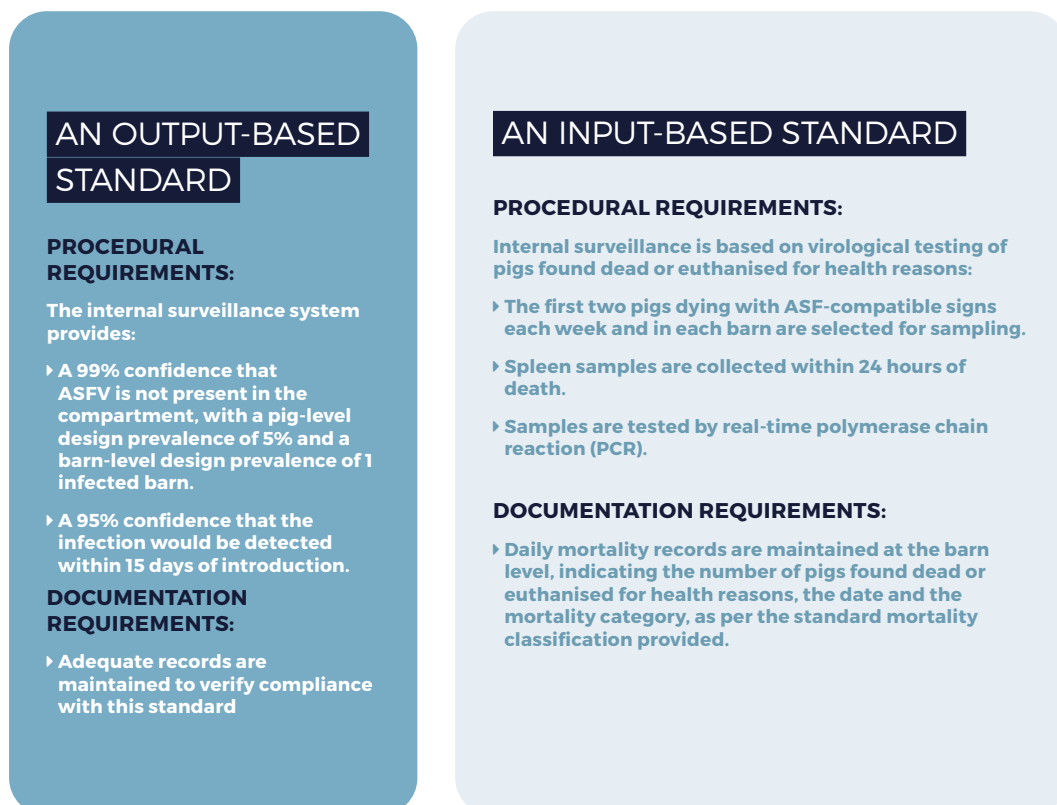 AN OUTPUT-BASED
STANDARD
PROCEDURAL
REQUIREMENTS:
The internal surveillance system
provides:
A 99% confidence that
ASFV is not present in the
compartment, with a pig-level
design prevalence of 5% and a
barn-level design prevalence of 1
infected barn.
A 95% confidence that the
infection would be detected
within 15 days of introduction.
DOCUMENTATION
REQUIREMENTS:
Adequate records are
maintained to verify compliance
with this standard
AN INPUT-BASED STANDARD
PROCEDURAL REQUIREMENTS:
Internal surveillance is based on virological testing of
pigs found dead or euthanised for health reasons:
The first two pigs dying with ASF-compatible signs
each week and in each barn are selected for sampling.
Spleen samples are collected within 24 hours of
death.
Samples are tested by real-time polymerase chain
reaction (PCR).
DOCUMENTATION REQUIREMENTS:
Daily mortality records are maintained at the barn
level, indicating the number of pigs found dead or
euthanised for health reasons, the date and the
mortality category, as per the standard mortality
classification provided.